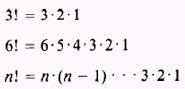 3! = 3 · 2 · 1
6! = 6 · 5 · 4 · 3 · 2 · 1
n! = n · (n − 1) · · · 3 · 2 · 1